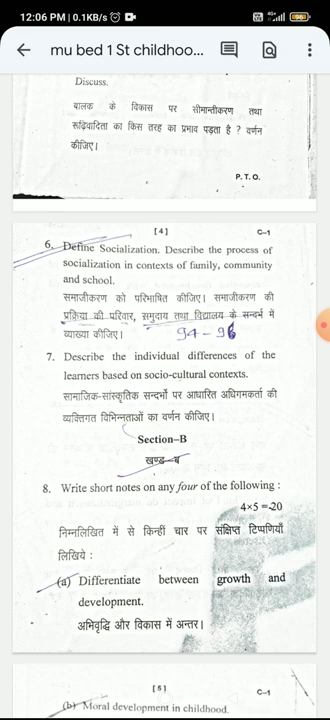 12:06 PM | 0.1KB/s
4G+
96
mu bed 1 St childhoo...
Discuss.
बालक के विकास पर सीमान्तीकरण तथा
रूढ़िवादिता का किस तरह का प्रभाव पड़ता है ? वर्णन
कीजिए।
P. T. O.
[4]
C-1
6. Define Socialization. Describe the process of
socialization in contexts of family, community
and school.
समाजीकरण को परिभाषित कीजिए। समाजीकरण की
प्रक्रिया की परिवार, समुदाय तथा विद्यालय के सन्दर्भ में
व्याख्या कीजिए।
7. Describe the individual differences of the
learners based on socio-cultural contexts.
सामाजिक-सांस्कृतिक सन्दर्भों पर आधारित अधिगमकर्ता की
व्यक्तिगत विभिन्नताओं का वर्णन कीजिए।
Section–B
खण्ड–ब
8. Write short notes on any four of the following :
4×5=20
निम्नलिखित में से किन्हीं चार पर संक्षिप्त टिप्पणियाँ
लिखिये :
(a) Differentiate between growth and
development.
अभिवृद्धि और विकास में अन्तर।
[5]
C-1
(b) Moral development in childhood.